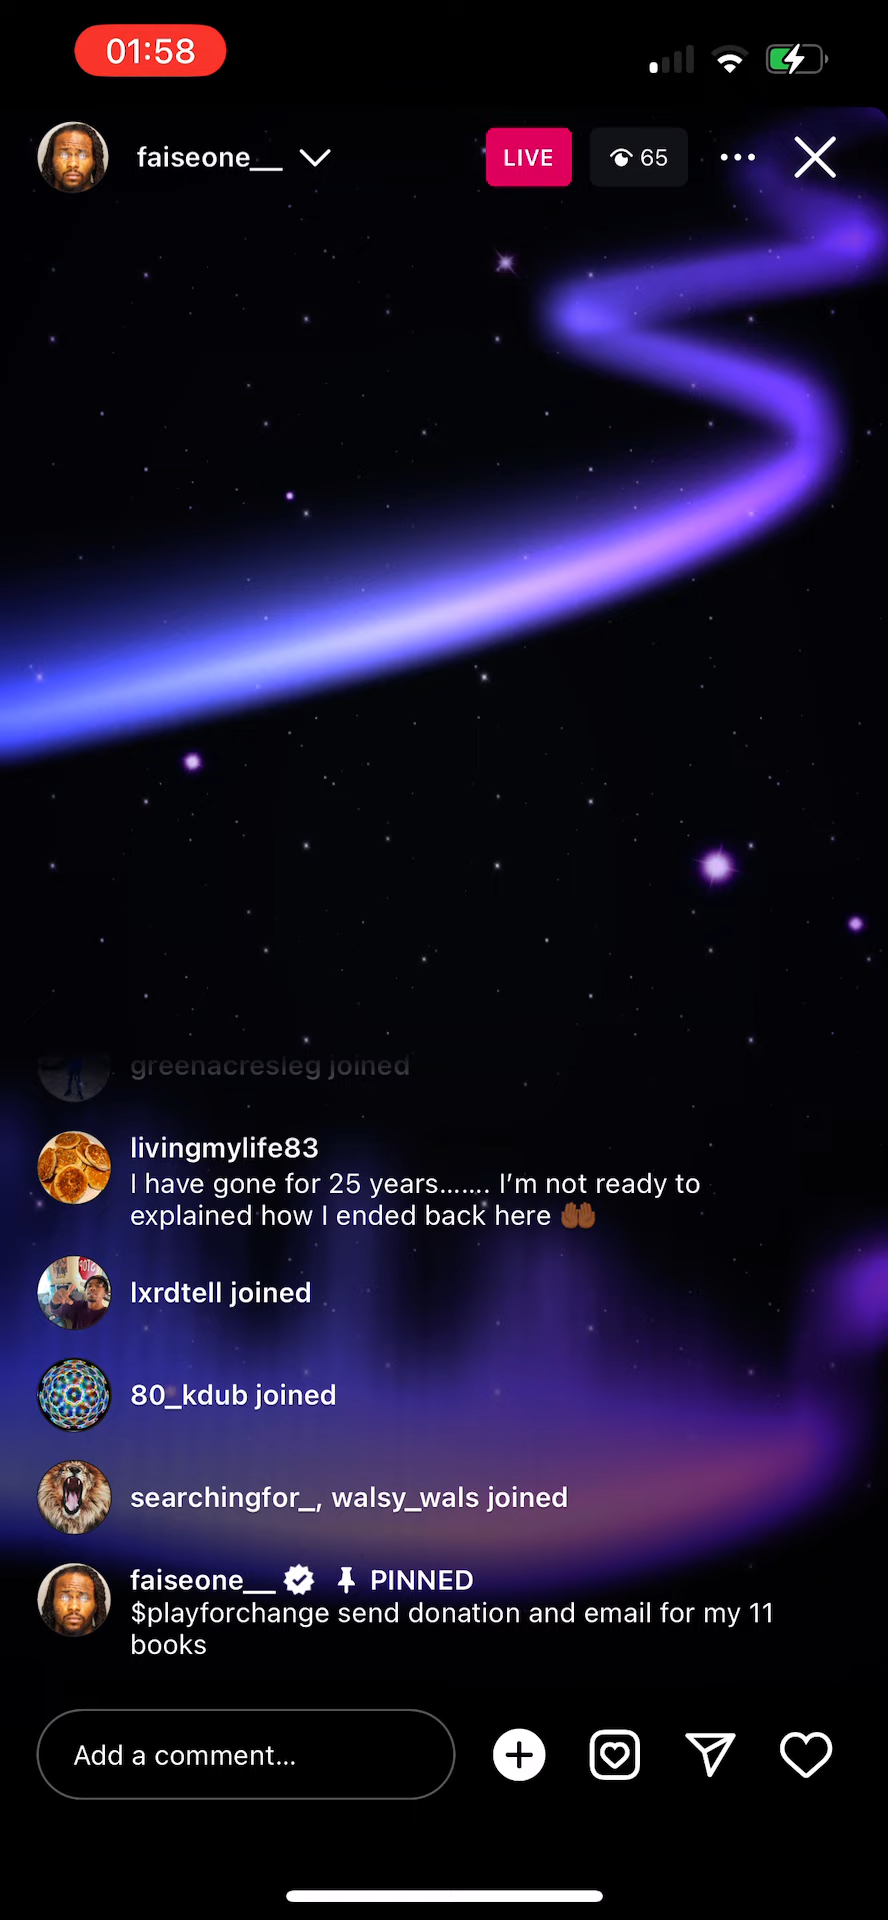 01:58
faiseone__
LIVE
65
greenacresleg joined
livingmylife83
I have gone for 25 years……. I’m not ready to
explained how I ended back here 🤲🏾
lxrdtell joined
80_kdub joined
searchingfor_, walsy_wals joined
faiseone__ PINNED
$playforchange send donation and email for my 11
books
Add a comment...